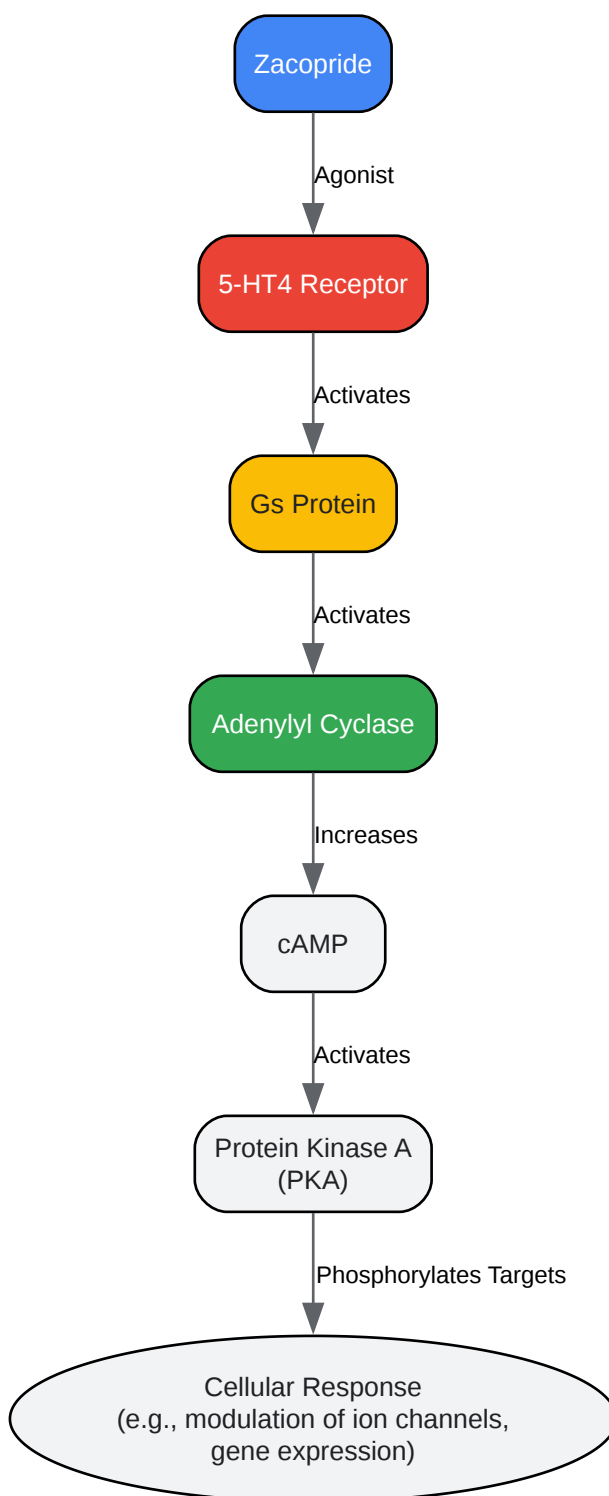 Zacopride
Agonist
5-HT4 Receptor
Activates
Gs Protein
Activates
Adenylyl Cyclase
Increases
cAMP
Activates
Protein Kinase A
(PKA)
Phosphorylates Targets
Cellular Response
(e.g., modulation of ion channels,
gene expression)